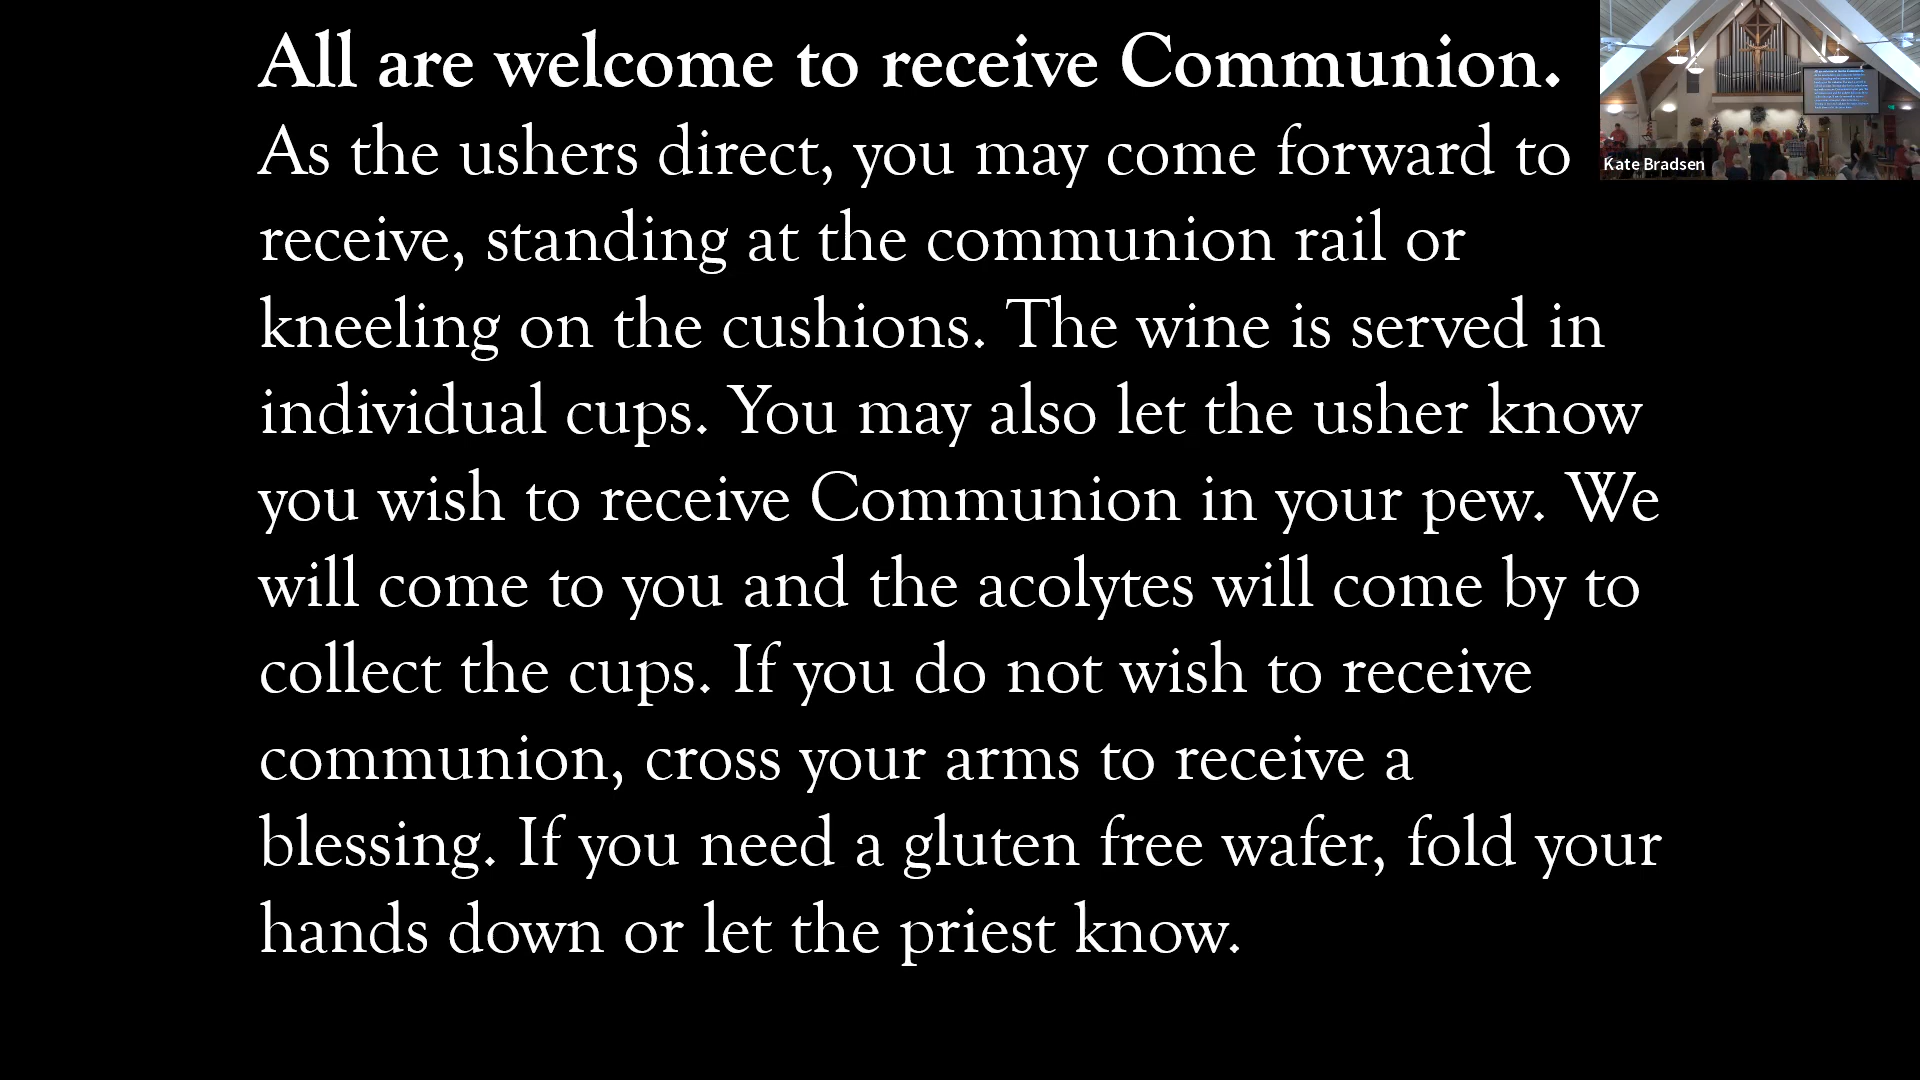 All are welcome to receive Communion.
As the ushers direct, you may come forward to
receive, standing at the communion rail or
kneeling on the cushions. The wine is served in
individual cups. You may also let the usher know
you wish to receive Communion in your pew. We
will come to you and the acolytes will come by to
collect the cups. If you do not wish to receive
communion, cross your arms to receive a
blessing. If you need a gluten free wafer, fold your
hands down or let the priest know.
Kate Bradsen